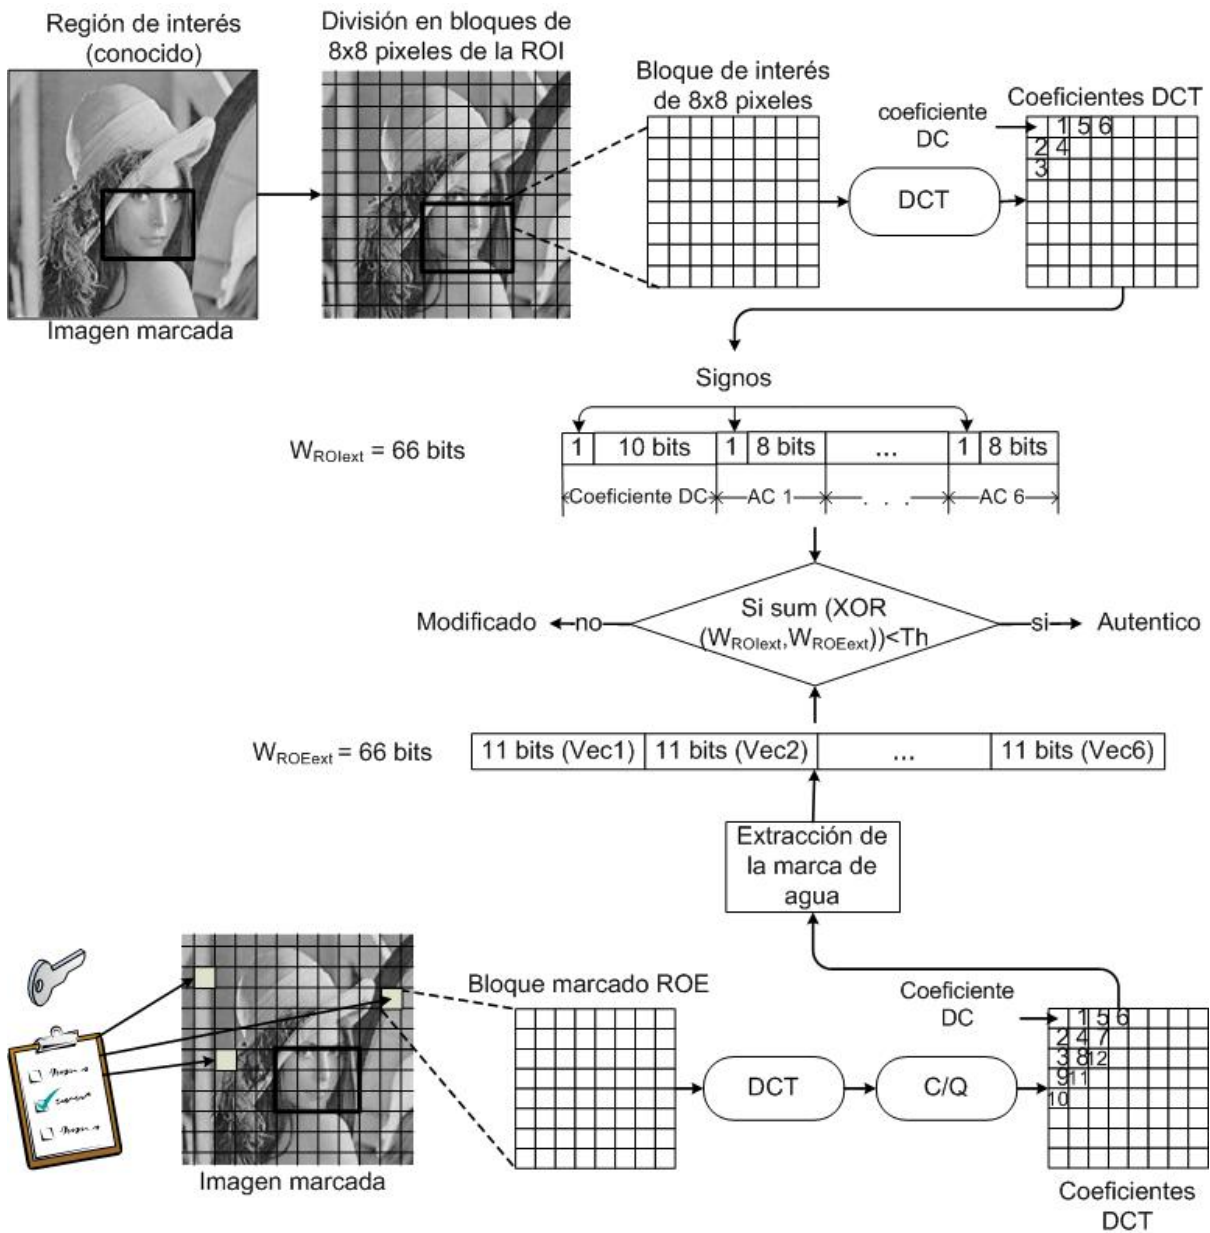 Región de interés
(conocido)
División en bloques de
8x8 pixeles de la ROI
Bloque de interés
de 8x8 pixeles
coeficiente
DC
Coeficientes DCT
1 5 6
2 4
3
DCT
Imagen marcada
Signos
W_ROIext = 66 bits
1 10 bits 1 8 bits ... 1 8 bits
Coeficiente DC AC 1 . . . AC 6
Si sum (XOR
(W_ROIext,W_ROEext))<Th
Modificado no si Autentico
W_ROEext = 66 bits
11 bits (Vec1) 11 bits (Vec2) ... 11 bits (Vec6)
Extracción de
la marca de
agua
Bloque marcado ROE
Coeficiente
DC
1 5 6
2 4 7
3 8 12
9 11
10
DCT
C/Q
Imagen marcada
Coeficientes
DCT